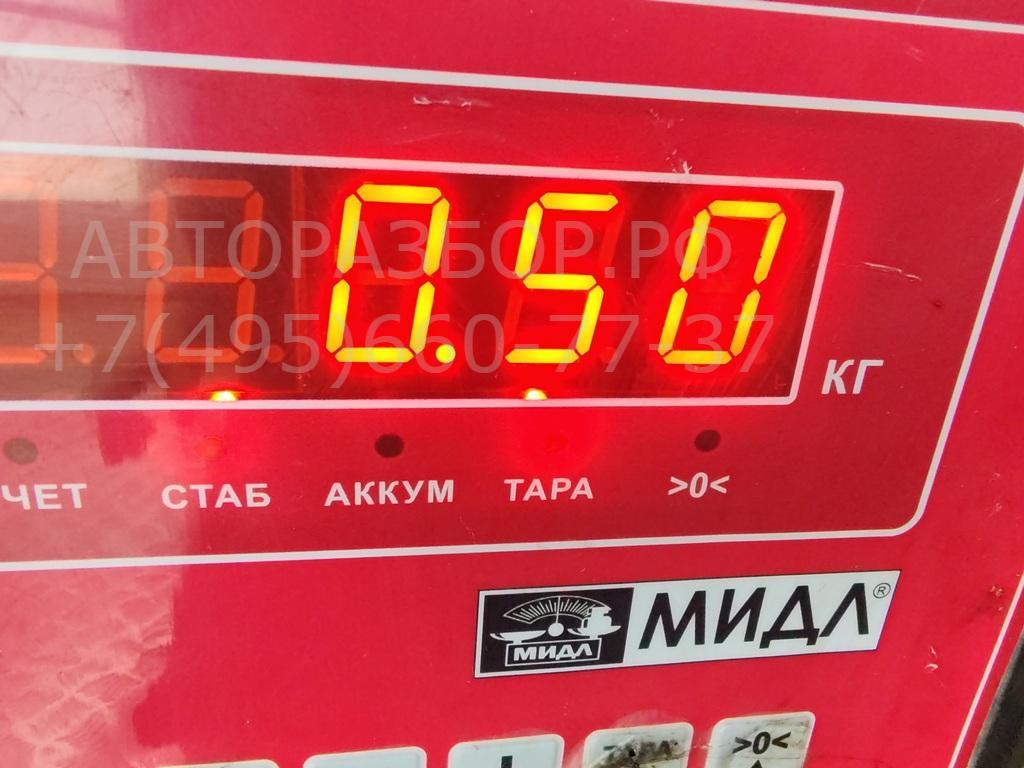 0.50
АВТОРАЗБОР.РФ
+7(495)660-77-37
КГ
ЧЕТ СТАБ АККУМ ТАРА >0<
МИДЛ МИДЛ®
>0<